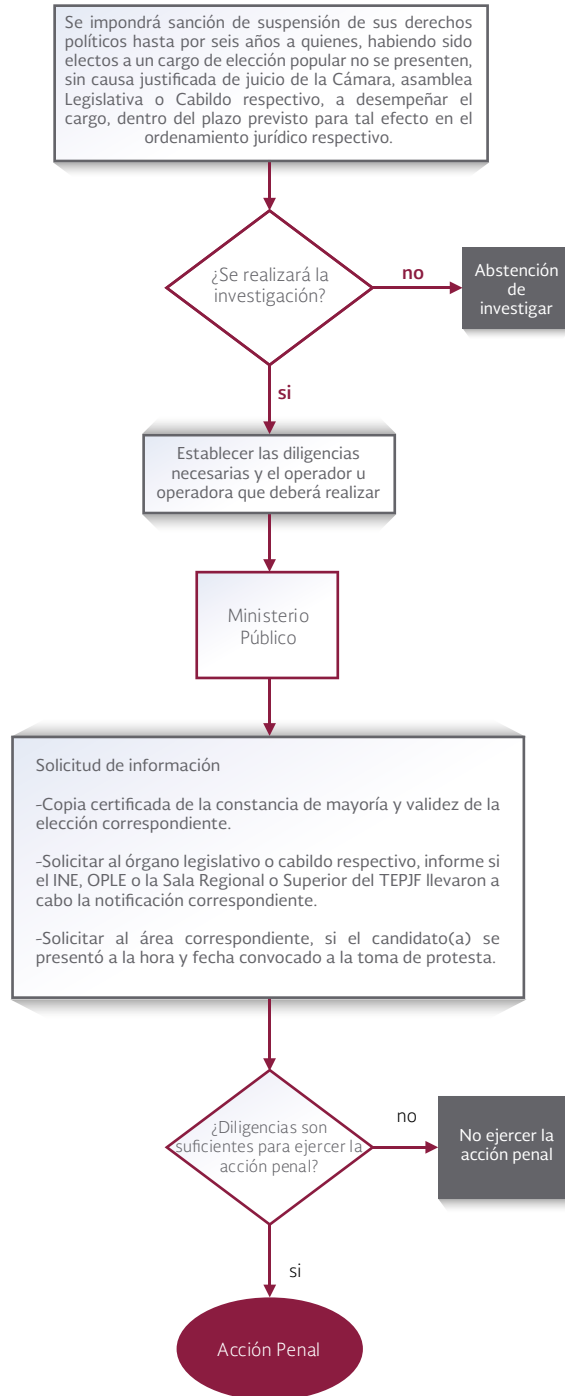 Se impondrá sanción de suspensión de sus derechos
políticos hasta por seis años a quienes, habiendo sido
electos a un cargo de elección popular no se presenten,
sin causa justificada de juicio de la Cámara, asamblea
Legislativa o Cabildo respectivo, a desempeñar el
cargo, dentro del plazo previsto para tal efecto en el
ordenamiento jurídico respectivo.
¿Se realizará la
investigación?
no
Abstención
de
investigar
si
Establecer las diligencias
necesarias y el operador u
operadora que deberá realizar
Ministerio
Público
Solicitud de información
-Copia certificada de la constancia de mayoría y validez de la
elección correspondiente.
-Solicitar al órgano legislativo o cabildo respectivo, informe si
el INE, OPLE o la Sala Regional o Superior del TEPJF llevaron a
cabo la notificación correspondiente.
-Solicitar al área correspondiente, si el candidato(a) se
presentó a la hora y fecha convocado a la toma de protesta.
¿Diligencias son
suficientes para ejercer la
acción penal?
no
No ejercer la
acción penal
si
Acción Penal